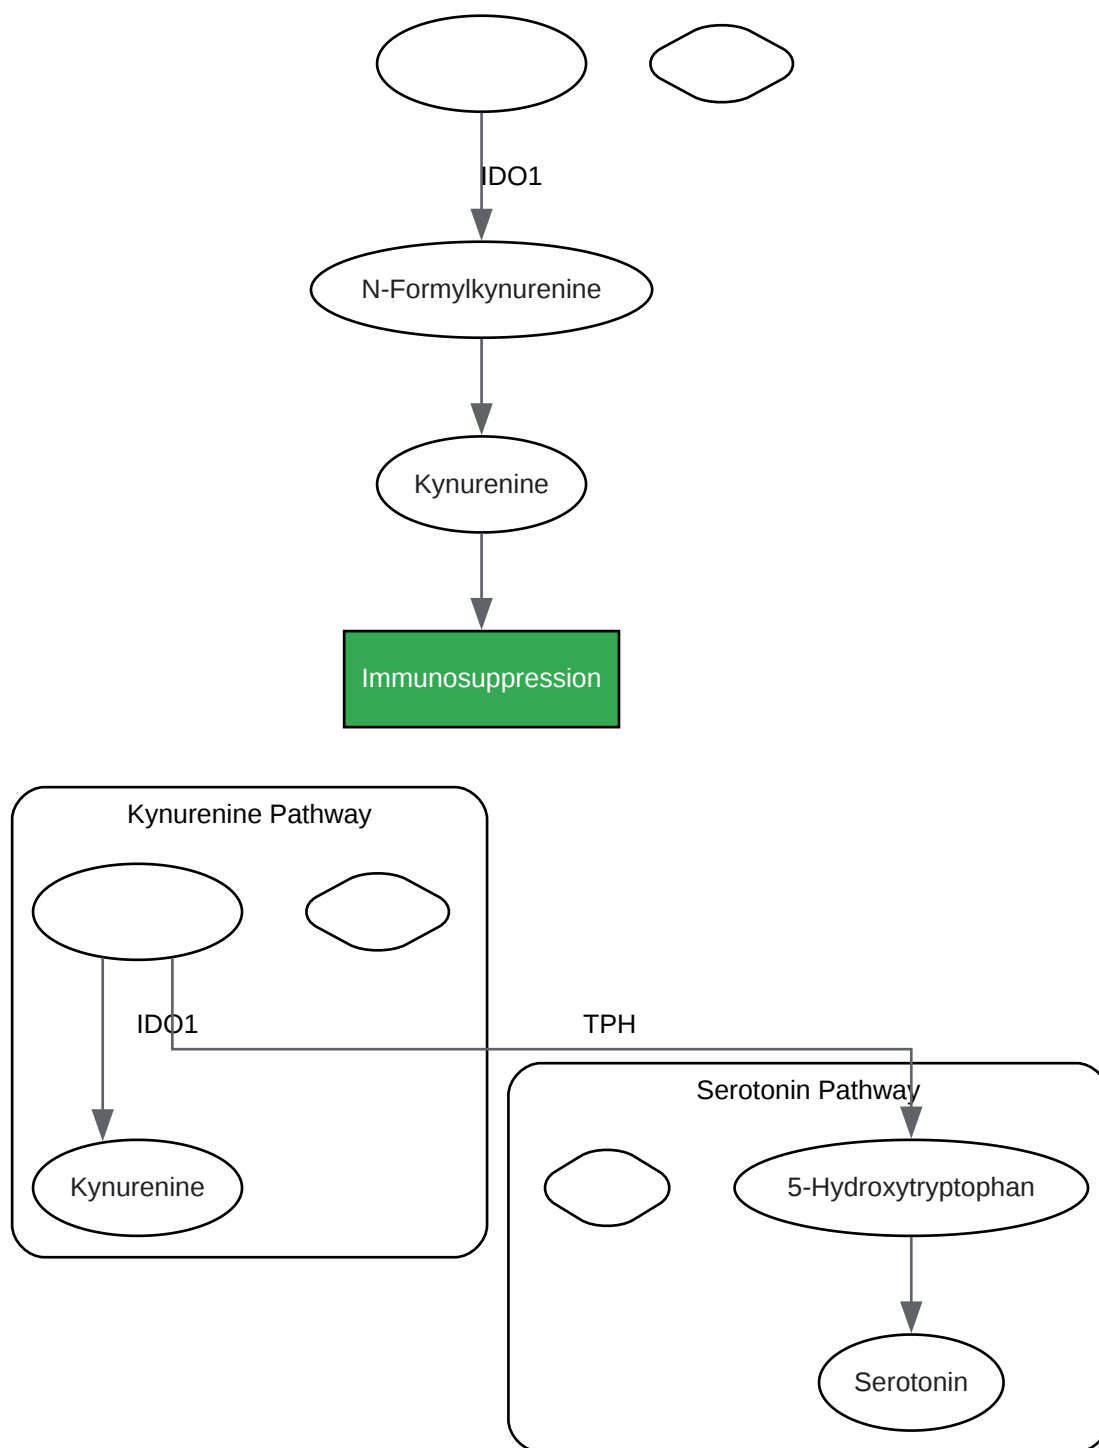 IDO1
N-Formylkynurenine
Kynurenine
Immunosuppression
Kynurenine Pathway
IDO1
TPH
Serotonin Pathway
Kynurenine
5-Hydroxytryptophan
Serotonin